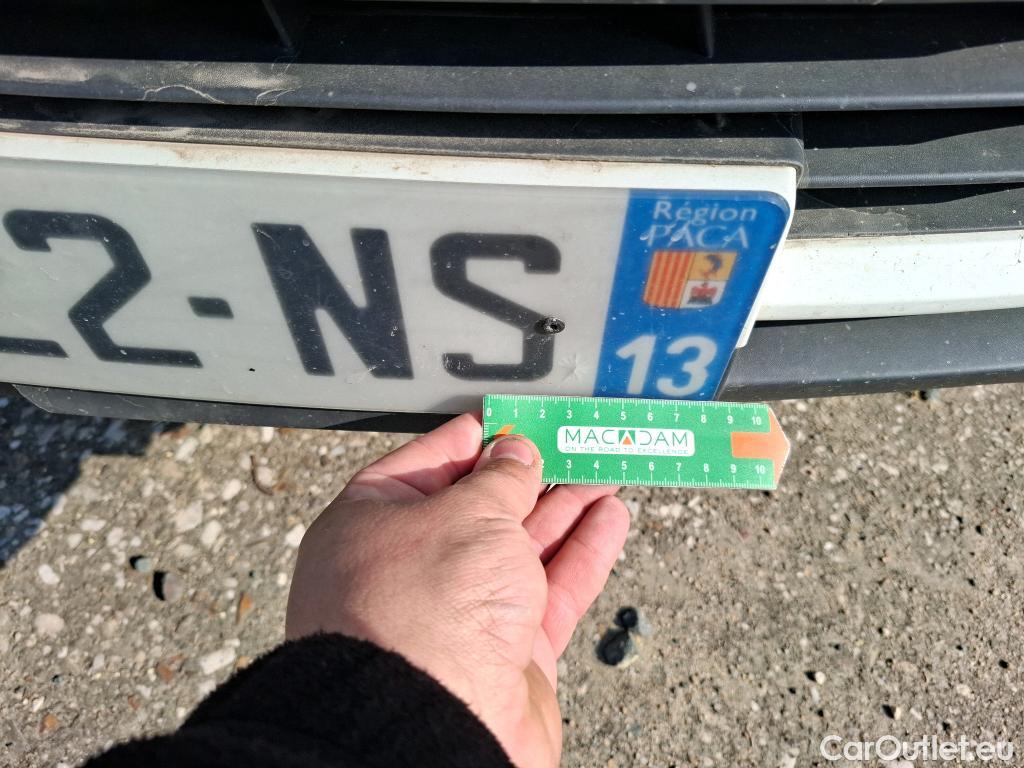 2-NS
Région
PACA
13
0 1 2 3 4 5 6 7 8 9 10
MACADAM
ON THE ROAD TO EXCELLENCE
2 3 4 5 6 7 8 9 10
CarOutlet.eu